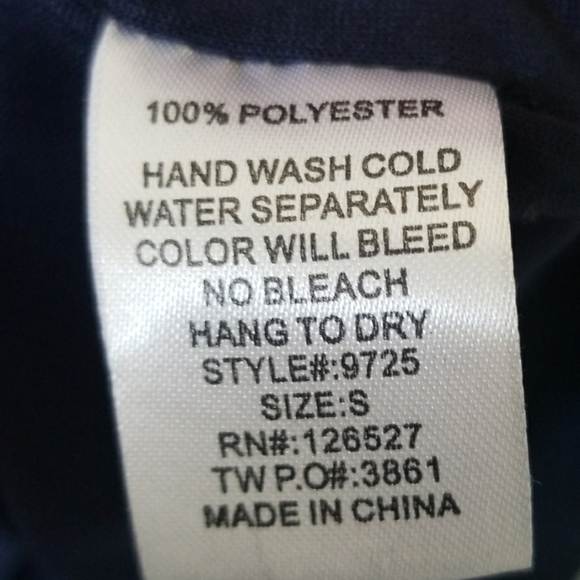 100% POLYESTER
HAND WASH COLD
WATER SEPARATELY
COLOR WILL BLEED
NO BLEACH
HANG TO DRY
STYLE#:9725
SIZE:S
RN#:126527
TW P.O#:3861
MADE IN CHINA